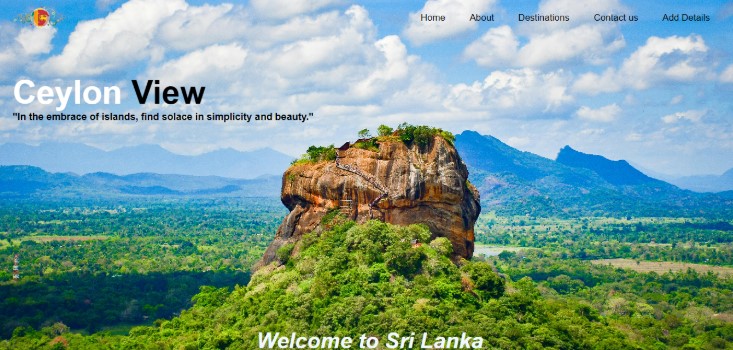 Home About Destinations Contact us Add Details
Ceylon View
"In the embrace of islands, find solace in simplicity and beauty."
Welcome to Sri Lanka